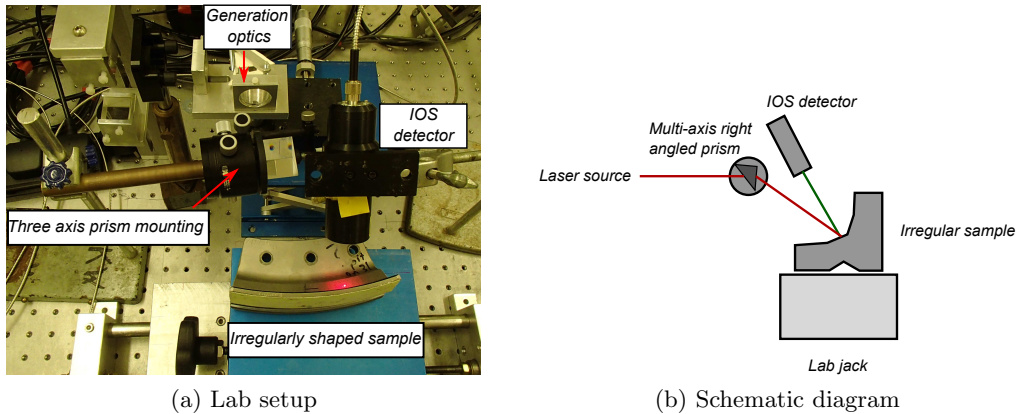 Generation
optics
IOS
detector
Three axis prism mounting
Irregularly shaped sample
(a) Lab setup
IOS detector
Multi-axis right
angled prism
Laser source
Irregular sample
Lab jack
(b) Schematic diagram